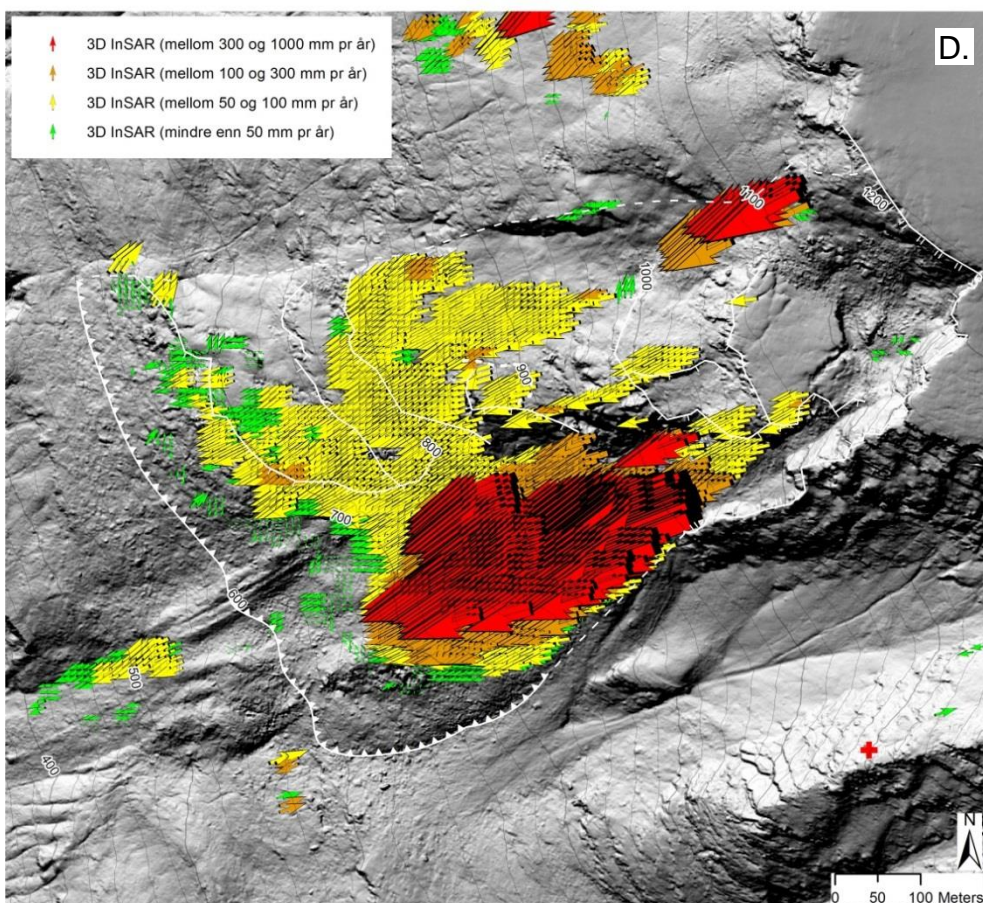 3D InSAR (mellom 300 og 1000 mm pr år)
3D InSAR (mellom 100 og 300 mm pr år)
3D InSAR (mellom 50 og 100 mm pr år)
3D InSAR (mindre enn 50 mm pr år)
D.
1100
1200
1000
900
800
700
600
500
400
N
0 50 100 Meters